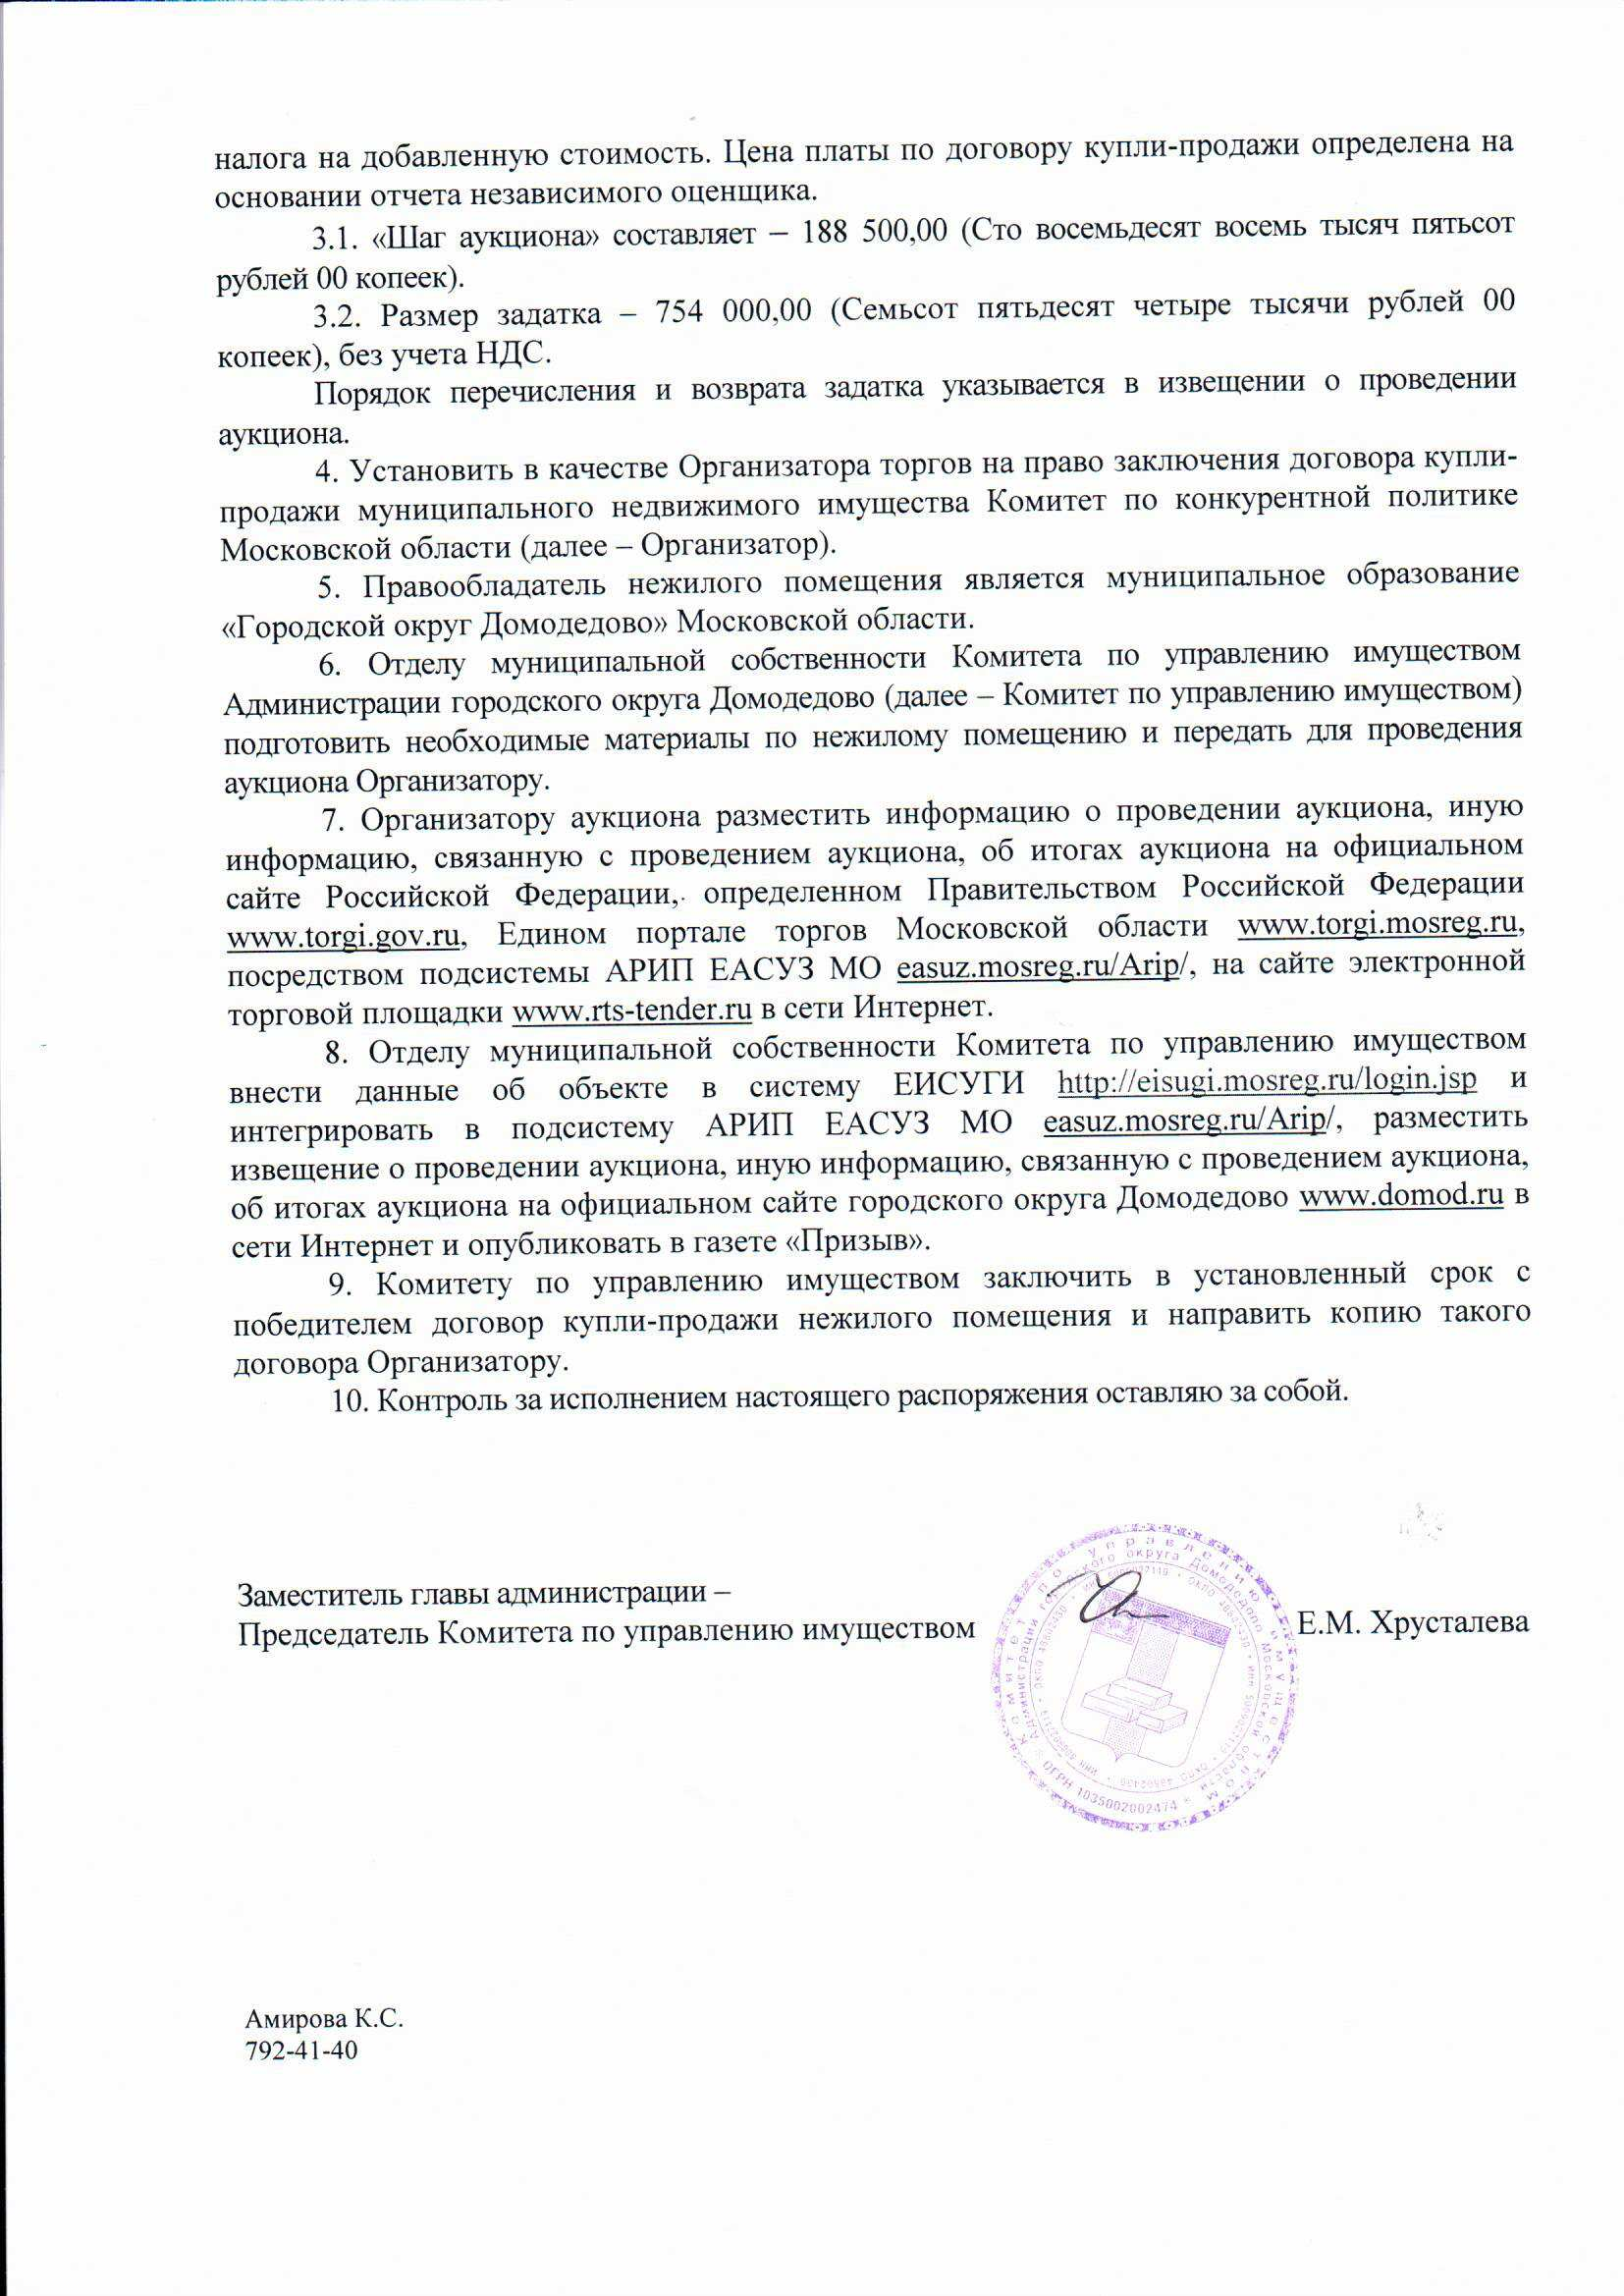 налога на добавленную стоимость. Цена платы по договору купли-продажи определена на
основании отчета независимого оценщика.
3.1. «Шаг аукциона» составляет – 188 500,00 (Сто восемьдесят восемь тысяч пятьсот
рублей 00 копеек).
3.2. Размер задатка – 754 000,00 (Семьсот пятьдесят четыре тысячи рублей 00
копеек), без учета НДС.
Порядок перечисления и возврата задатка указывается в извещении о проведении
аукциона.
4. Установить в качестве Организатора торгов на право заключения договора купли-
продажи муниципального недвижимого имущества Комитет по конкурентной политике
Московской области (далее – Организатор).
5. Правообладатель нежилого помещения является муниципальное образование
«Городской округ Домодедово» Московской области.
6. Отделу муниципальной собственности Комитета по управлению имуществом
Администрации городского округа Домодедово (далее – Комитет по управлению имуществом)
подготовить необходимые материалы по нежилому помещению и передать для проведения
аукциона Организатору.
7. Организатору аукциона разместить информацию о проведении аукциона, иную
информацию, связанную с проведением аукциона, об итогах аукциона на официальном
сайте Российской Федерации, определенном Правительством Российской Федерации
www.torgi.gov.ru, Едином портале торгов Московской области www.torgi.mosreg.ru,
посредством подсистемы АРИП ЕАСУЗ МО easuz.mosreg.ru/Arip/, на сайте электронной
торговой площадки www.rts-tender.ru в сети Интернет.
8. Отделу муниципальной собственности Комитета по управлению имуществом
внести данные об объекте в систему ЕИСУГИ http://eisugi.mosreg.ru/login.jsp и
интегрировать в подсистему АРИП ЕАСУЗ МО easuz.mosreg.ru/Arip/, разместить
извещение о проведении аукциона, иную информацию, связанную с проведением аукциона,
об итогах аукциона на официальном сайте городского округа Домодедово www.domod.ru в
сети Интернет и опубликовать в газете «Призыв».
9. Комитету по управлению имуществом заключить в установленный срок с
победителем договор купли-продажи нежилого помещения и направить копию такого
договора Организатору.
10. Контроль за исполнением настоящего распоряжения оставляю за собой.
Заместитель главы администрации –
Председатель Комитета по управлению имуществом Е.М. Хрусталева
Комитет по управлению имуществом
Администрации городского округа Домодедово Московской области
ОГРН 1035002002474
Амирова К.С.
792-41-40